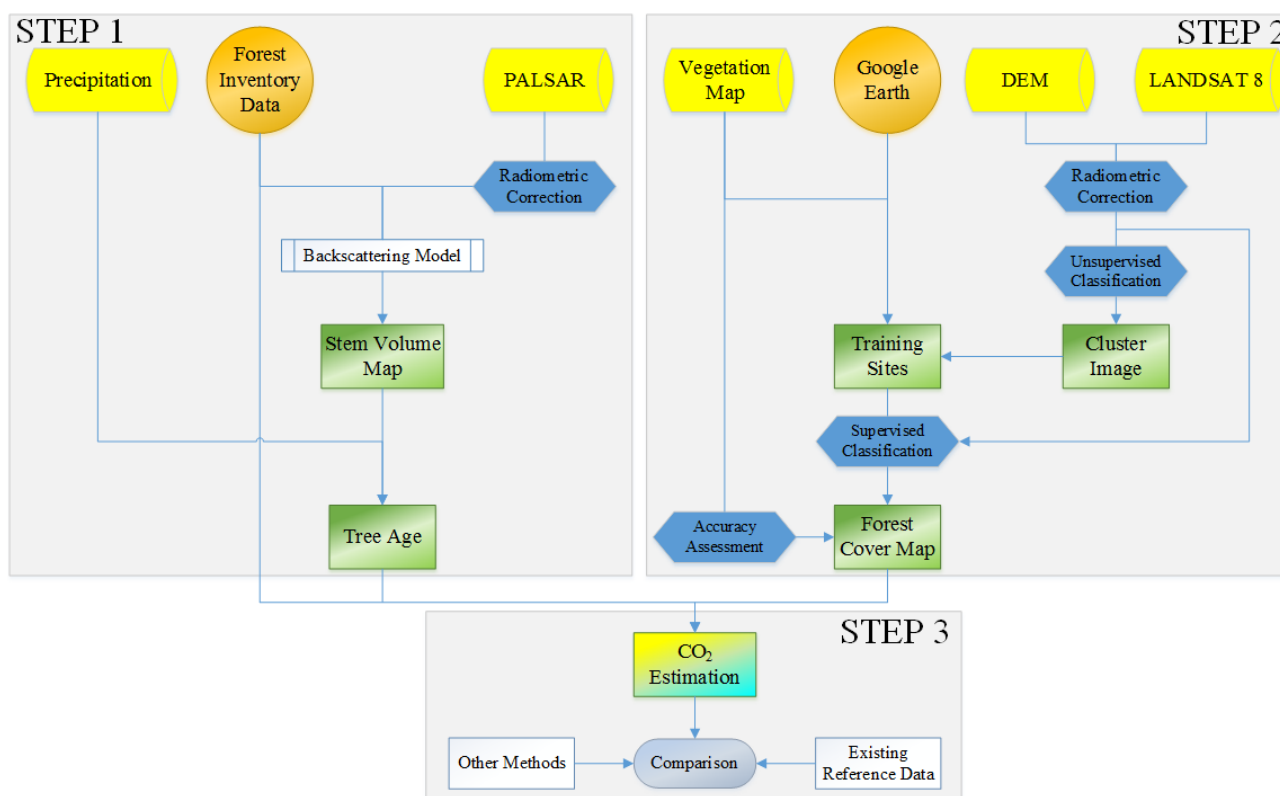 STEP 1
Precipitation
Forest
Inventory
Data
PALSAR
Radiometric
Correction
Backscattering Model
Stem Volume
Map
Tree Age
STEP 2
Vegetation
Map
Google
Earth
DEM
LANDSAT 8
Radiometric
Correction
Unsupervised
Classification
Training
Sites
Cluster
Image
Supervised
Classification
Accuracy
Assessment
Forest
Cover Map
STEP 3
CO₂
Estimation
Other Methods
Comparison
Existing
Reference Data